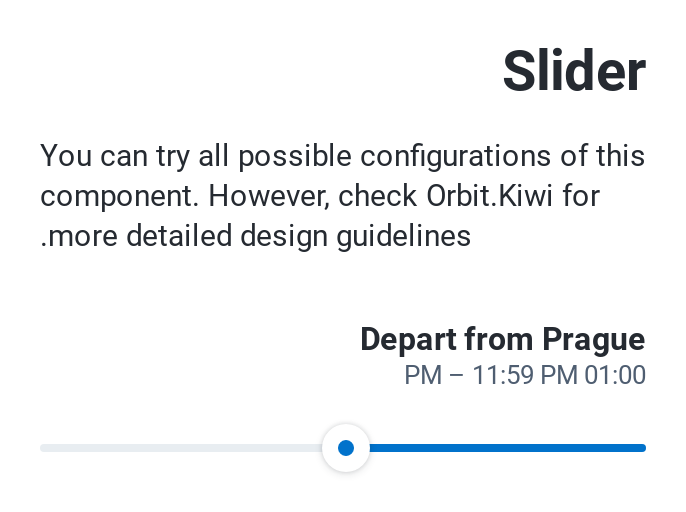 Slider
You can try all possible configurations of this
component. However, check Orbit.Kiwi for
.more detailed design guidelines
Depart from Prague
PM – 11:59 PM 01:00